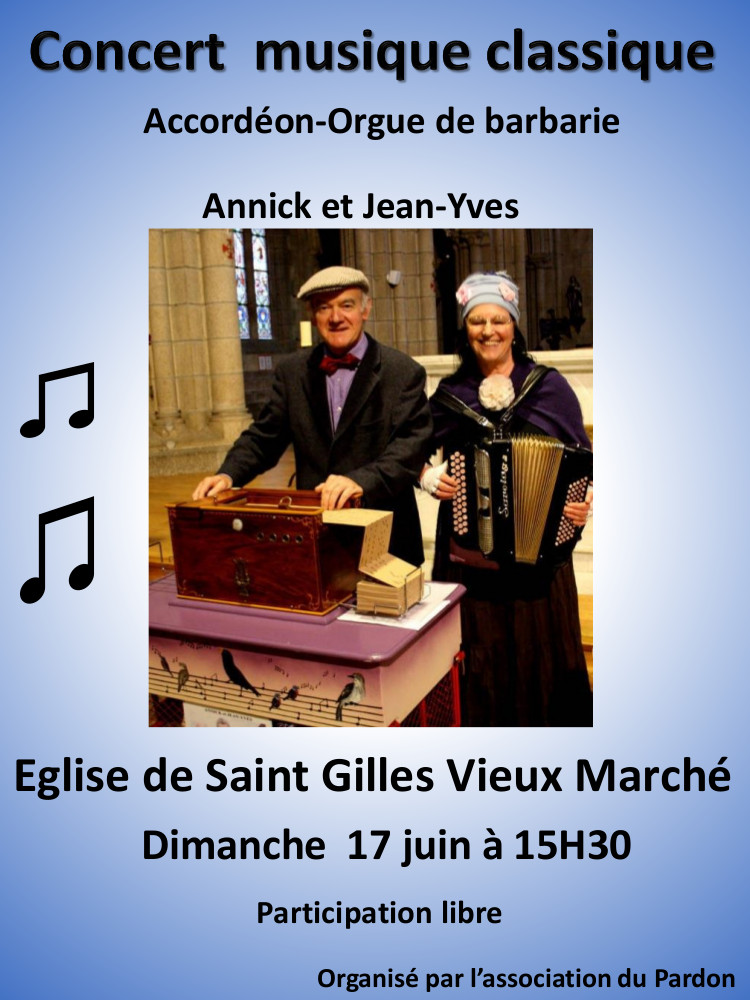 Concert musique classique
Accordéon-Orgue de barbarie
Annick et Jean-Yves
Savolega
Eglise de Saint Gilles Vieux Marché
Dimanche 17 juin à 15H30
Participation libre
Organisé par l’association du Pardon